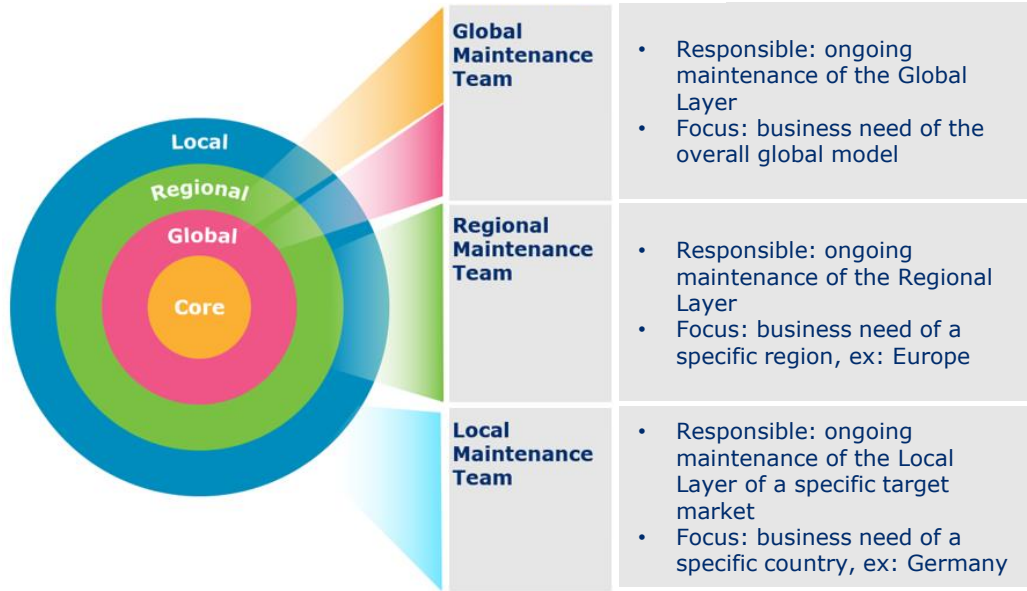 Local
Regional
Global
Core
Global
Maintenance
Team
• Responsible: ongoing
maintenance of the Global
Layer
• Focus: business need of the
overall global model
Regional
Maintenance
Team
• Responsible: ongoing
maintenance of the Regional
Layer
• Focus: business need of a
specific region, ex: Europe
Local
Maintenance
Team
• Responsible: ongoing
maintenance of the Local
Layer of a specific target
market
• Focus: business need of a
specific country, ex: Germany